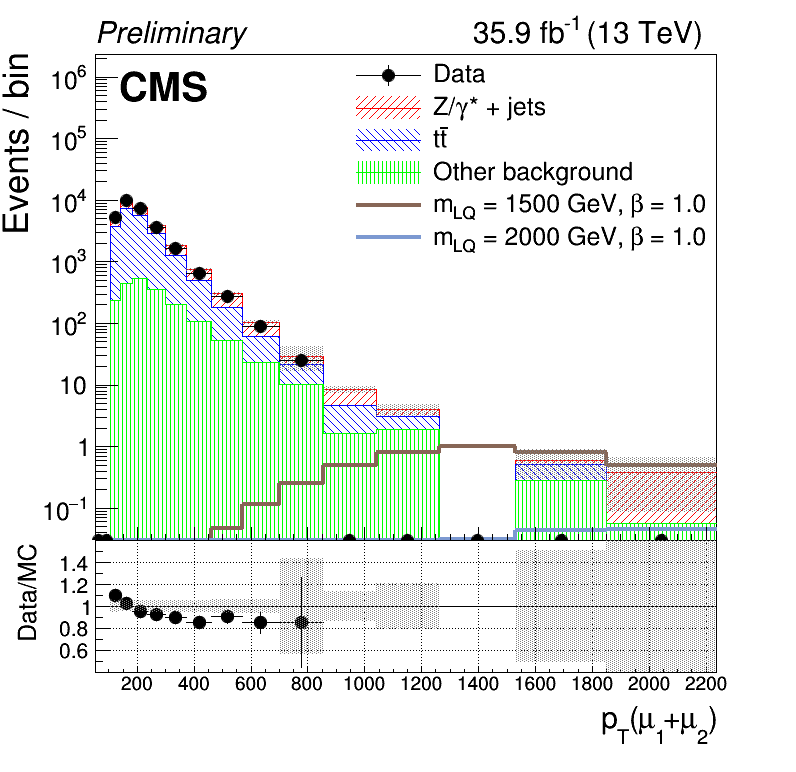 Preliminary 35.9 fb⁻¹ (13 TeV)
CMS
Data
Z/γ* + jets
tt̄
Other background
m_LQ = 1500 GeV, β = 1.0
m_LQ = 2000 GeV, β = 1.0
Events / bin
10⁶
10⁵
10⁴
10³
10²
10
1
10⁻¹
Data/MC
1.4
1.2
1
0.8
0.6
200 400 600 800 1000 1200 1400 1600 1800 2000 2200
p_T(μ₁+μ₂)